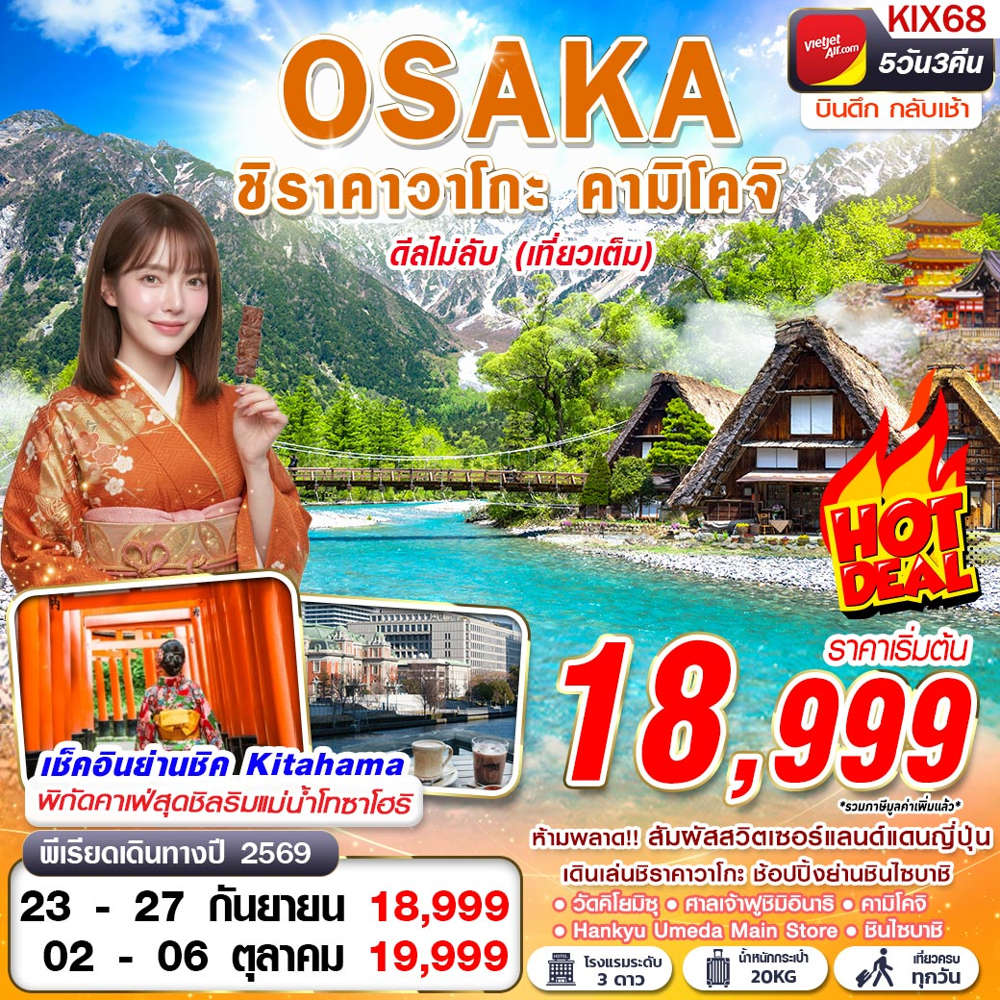 Vietjet Air.com
KIX68
5วัน3คืน
บินดึก กลับเช้า
OSAKA
ชิราคาวาโกะ คามิโคจิ
ดีลไม่ลับ (เที่ยวเต็ม)
HOT
DEAL
ราคาเริ่มต้น
18,999
*รวมภาษีมูลค่าเพิ่มแล้ว*
เช็คอินย่านชิค Kitahama
พิกัดคาเฟ่สุดชิลริมแม่น้ำโทซาโฮริ
พีเรียดเดินทางปี 2569
23 - 27 กันยายน 18,999
02 - 06 ตุลาคม 19,999
ห้ามพลาด!! สัมผัสสวิตเซอร์แลนด์แดนญี่ปุ่น
เดินเล่นชิราคาวาโกะ ช้อปปิ้งย่านชินไซบาชิ
• วัดคิโยมิซุ • ศาลเจ้าฟูชิมิอินาริ • คามิโคจิ
• Hankyu Umeda Main Store • ชินไซบาชิ
HOTEL
โรงแรมระดับ
3 ดาว
น้ำหนักกระเป๋า
20KG
เที่ยวครบ
ทุกวัน